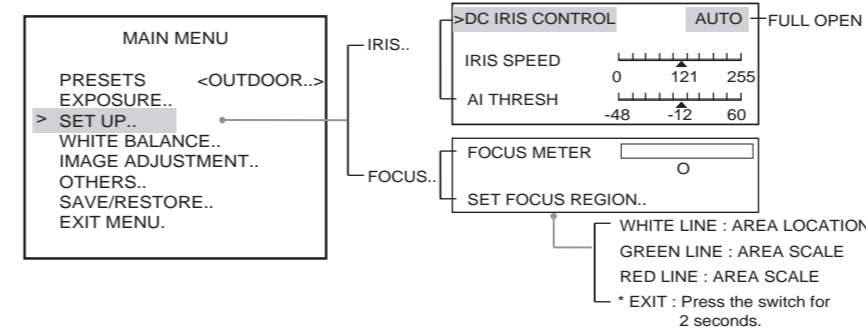 MAIN MENU
PRESETS <OUTDOOR..>
EXPOSURE..
> SET UP..
WHITE BALANCE..
IMAGE ADJUSTMENT..
OTHERS..
SAVE/RESTORE..
EXIT MENU.
IRIS..
>DC IRIS CONTROL AUTO FULL OPEN
IRIS SPEED
0 121 255
AI THRESH
-48 -12 60
FOCUS..
FOCUS METER
O
SET FOCUS REGION..
WHITE LINE : AREA LOCATION
GREEN LINE : AREA SCALE
RED LINE : AREA SCALE
* EXIT : Press the switch for
2 seconds.